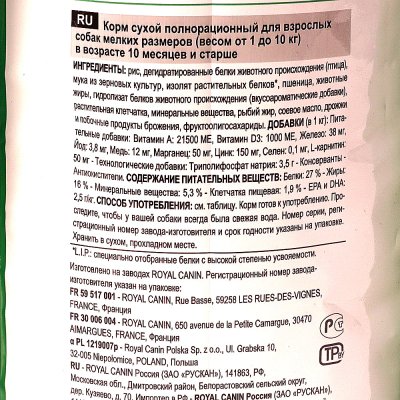 RU Корм сухой полнорационный для взрослых
собак мелких размеров (весом от 1 до 10 кг)
в возрасте 10 месяцев и старше
ИНГРЕДИЕНТЫ: рис, дегидратированные белки животного происхождения (птица),
мука из зерновых культур, изолят растительных белков*, пшеница, животные
жиры, гидролизат белков животного происхождения (вкусоароматические добавки),
растительная клетчатка, минеральные вещества, рыбий жир, соевое масло, дрожжи
и побочные продукты брожения, фруктоолигосахариды. ДОБАВКИ (в 1 кг): Пита-
тельные добавки: Витамин А: 21500 ME, Витамин D3: 1000 ME, Железо: 38 мг,
Йод: 3,8 мг, Медь: 12 мг, Марганец: 50 мг, Цинк: 150 мг, Селен: 0,1 мг, L-карнитин:
50 мг - Технологические добавки: Триполифосфат натрия: 3,5 г - Консерванты -
Антиокислители. СОДЕРЖАНИЕ ПИТАТЕЛЬНЫХ ВЕЩЕСТВ: Белки: 27 % - Жиры:
16 % - Минеральные вещества: 5,3 % - Клетчатка пищевая: 1,9 % - EPA и DHA:
2,5 г/кг. СПОСОБ УПОТРЕБЛЕНИЯ: см. таблицу. Корм готов к употреблению. Про-
следите, чтобы у вашей собаки всегда была свежая вода. Номер серии, реги-
страционный номер завода-изготовителя и срок годности указаны на упаковке.
Хранить в сухом, прохладном месте.
*L.I.P.: специально отобранные белки с высокой степенью усвояемости.
Изготовлено на заводах ROYAL CANIN. Регистрационный номер завода-
изготовителя указан на упаковке:
FR 59 517 001 - ROYAL CANIN, Rue Basse, 59258 LES RUES-DES-VIGNES,
FRANCE, Франция
FR 30 006 004 - ROYAL CANIN, 650 avenue de la Petite Camargue, 30470
AIMARGUES, FRANCE, Франция
α PL 1219007p - Royal Canin Polska Sp. z o.o., Ul. Grabska 10,
32-005 Niepolomice, POLAND, Польша
RU - ROYAL CANIN Россия (ЗАО «РУСКАН»), 141863, РФ,
Московская обл., Дмитровский район, Белорастовский сельский округ,
дер. Кузяево, д. 70. Импортер в РФ - ROYAL CANIN Россия (ЗАО «РУСКАН»)